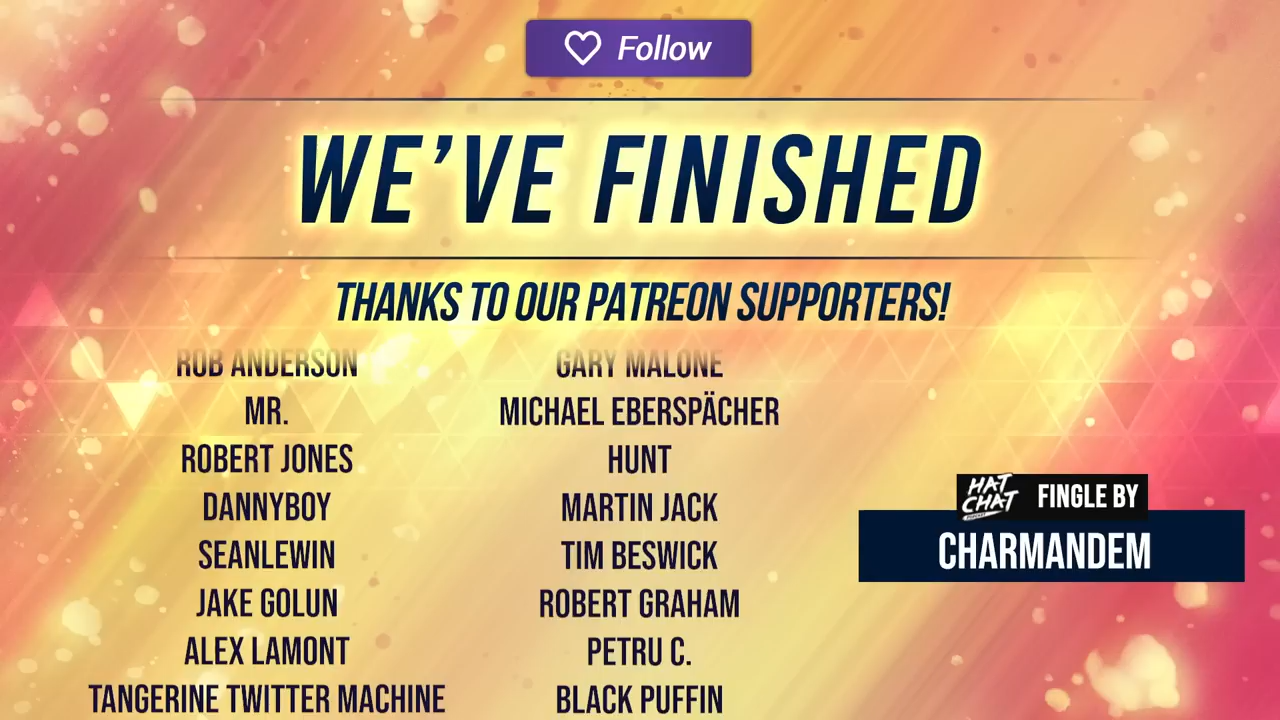 Follow
WE'VE FINISHED
THANKS TO OUR PATREON SUPPORTERS!
ROB ANDERSON
MR.
ROBERT JONES
DANNYBOY
SEANLEWIN
JAKE GOLUN
ALEX LAMONT
TANGERINE TWITTER MACHINE
GARY MALONE
MICHAEL EBERSPÄCHER
HUNT
MARTIN JACK
TIM BESWICK
ROBERT GRAHAM
PETRU C.
BLACK PUFFIN
HAT
CHAT
FINGLE BY
CHARMANDEM